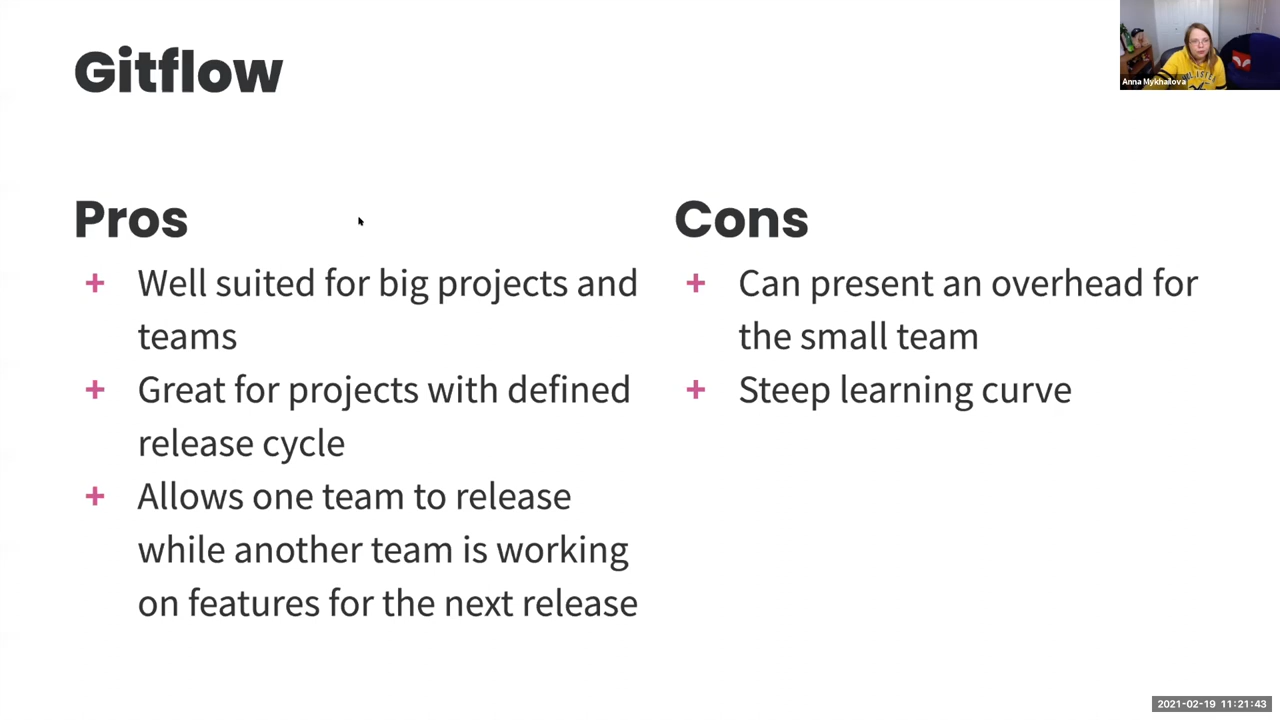 Gitflow
Anna Mykhailova
Pros
+ Well suited for big projects and
teams
+ Great for projects with defined
release cycle
+ Allows one team to release
while another team is working
on features for the next release
Cons
+ Can present an overhead for
the small team
+ Steep learning curve
2021-02-19 11:21:43